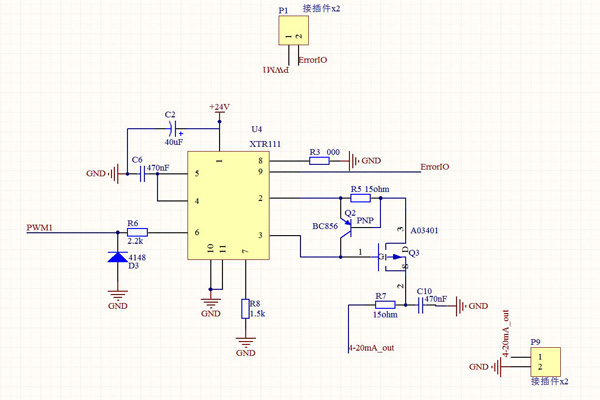 P1
接插件x2
1
2
PWM1
ErrorIO
+24V
C2
40uF
U4
XTR111
C6
470nF
GND
1
5
4
6
8
9
2
3
10
11
7
R3 000
GND
ErrorIO
R5 15ohm
Q2
PNP
BC856
3
A03401
D
G
S
Q3
1
2
PWM1
R6
2.2k
4148
D3
GND
GND
R8
1.5k
GND
R7
15ohm
C10
470nF
GND
4-20mA_out
4-20mA_out
P9
1
2
GND
接插件x2